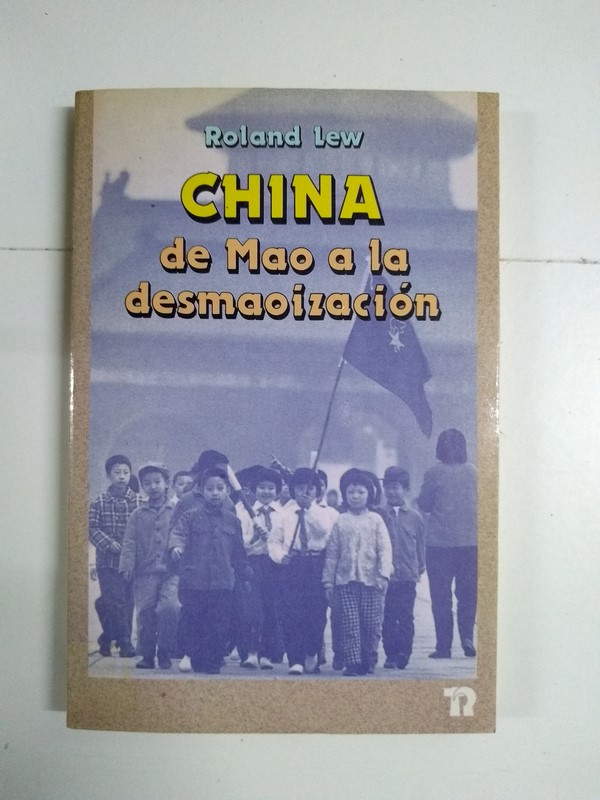 Roland Lew
CHINA
de Mao a la
desmaoización